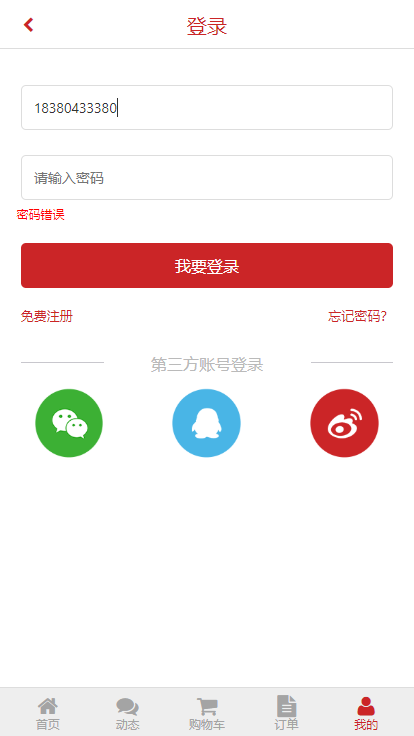 登录
18380433380
请输入密码
密码错误
我要登录
免费注册 忘记密码?
第三方账号登录
首页 动态 购物车 订单 我的